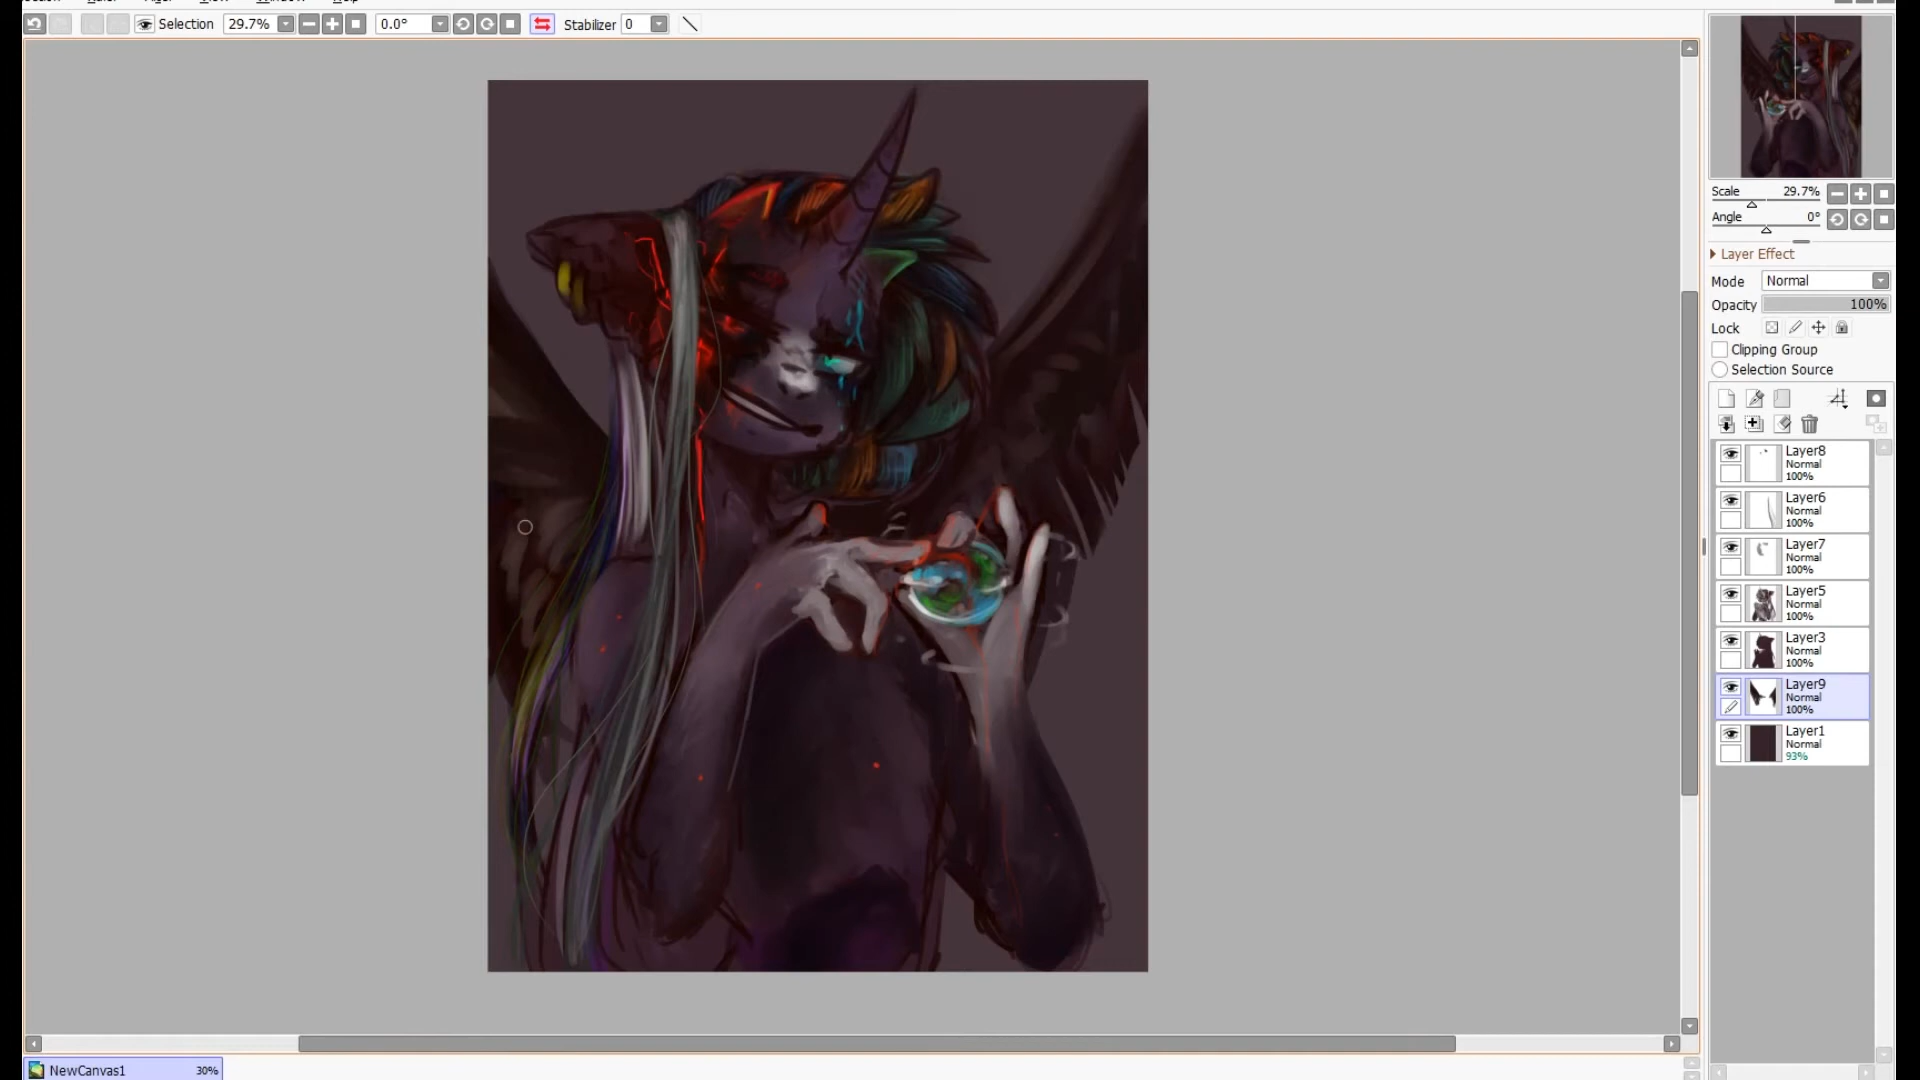 Selection 29.7% 0.0° Stabilizer 0
Scale 29.7%
Angle 0°
Layer Effect
Mode Normal
Opacity 100%
Lock
Clipping Group
Selection Source
Layer8
Normal
100%
Layer6
Normal
100%
Layer7
Normal
100%
Layer5
Normal
100%
Layer3
Normal
100%
Layer9
Normal
100%
Layer1
Normal
93%
NewCanvas1 30%